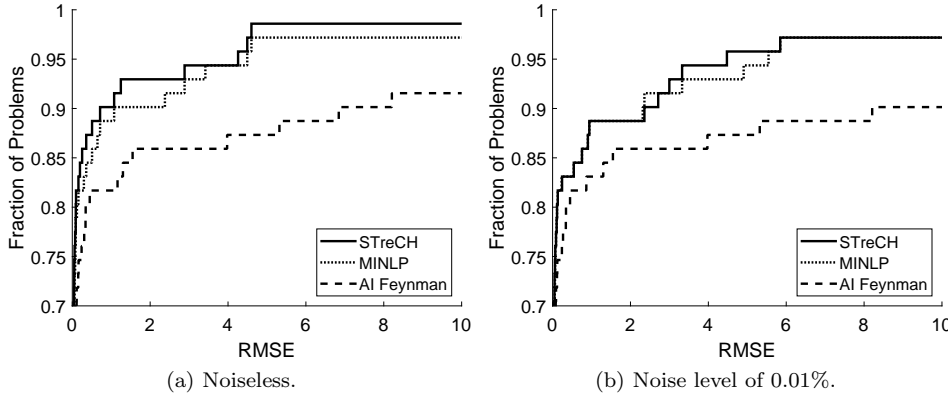 1
0.95
0.9
0.85
0.8
0.75
0.7
Fraction of Problems
STreCH
MINLP
AI Feynman
0 2 4 6 8 10
RMSE
(a) Noiseless.
1
0.95
0.9
0.85
0.8
0.75
0.7
Fraction of Problems
STreCH
MINLP
AI Feynman
0 2 4 6 8 10
RMSE
(b) Noise level of 0.01%.